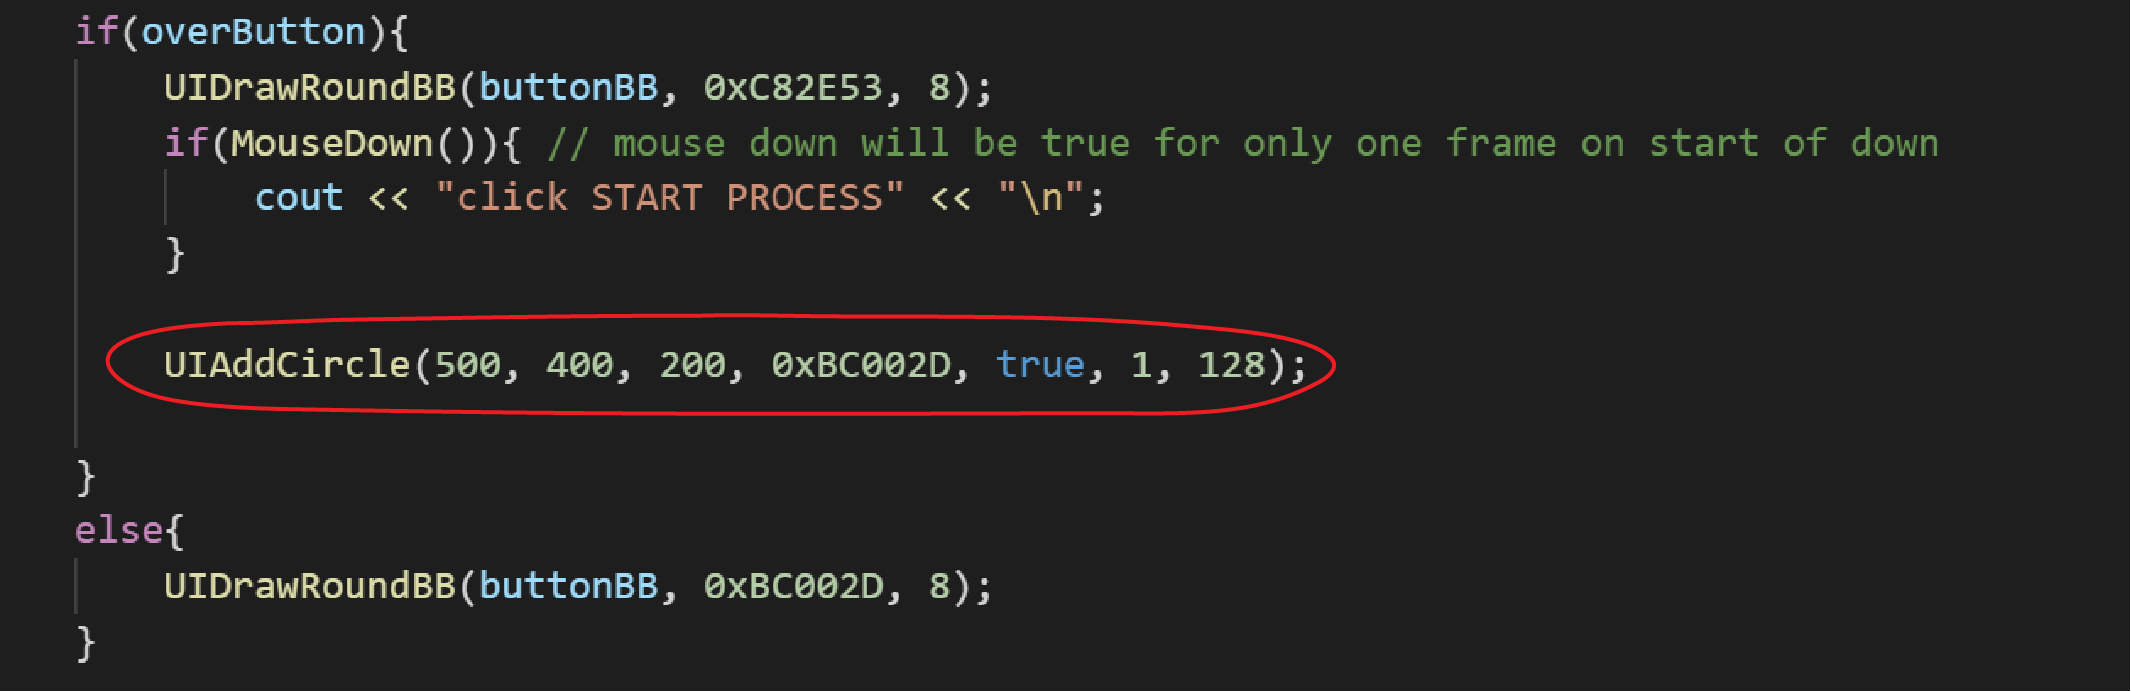 if(overButton){
UIDrawRoundBB(buttonBB, 0xC82E53, 8);
if(MouseDown()){ // mouse down will be true for only one frame on start of down
cout << "click START PROCESS" << "\n";
}
UIAddCircle(500, 400, 200, 0xBC002D, true, 1, 128);
}
else{
UIDrawRoundBB(buttonBB, 0xBC002D, 8);
}